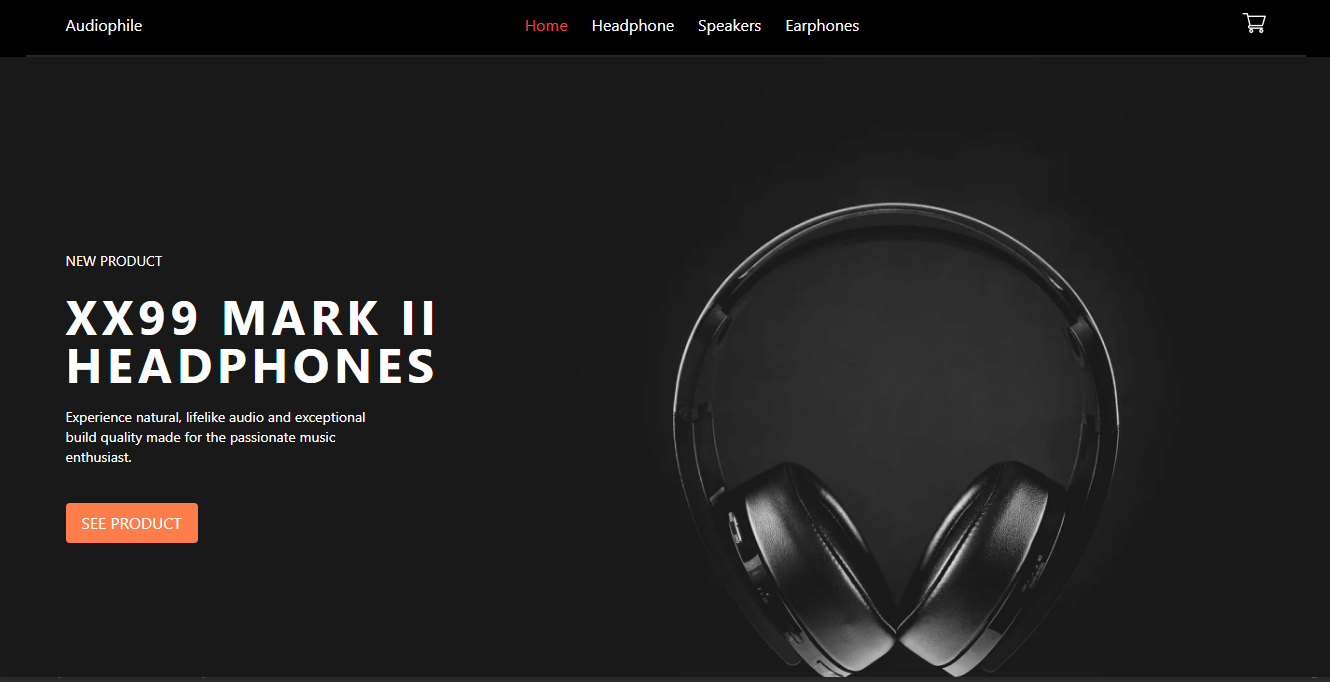 Audiophile
Home Headphone Speakers Earphones
NEW PRODUCT
XX99 MARK II
HEADPHONES
Experience natural, lifelike audio and exceptional
build quality made for the passionate music
enthusiast.
SEE PRODUCT